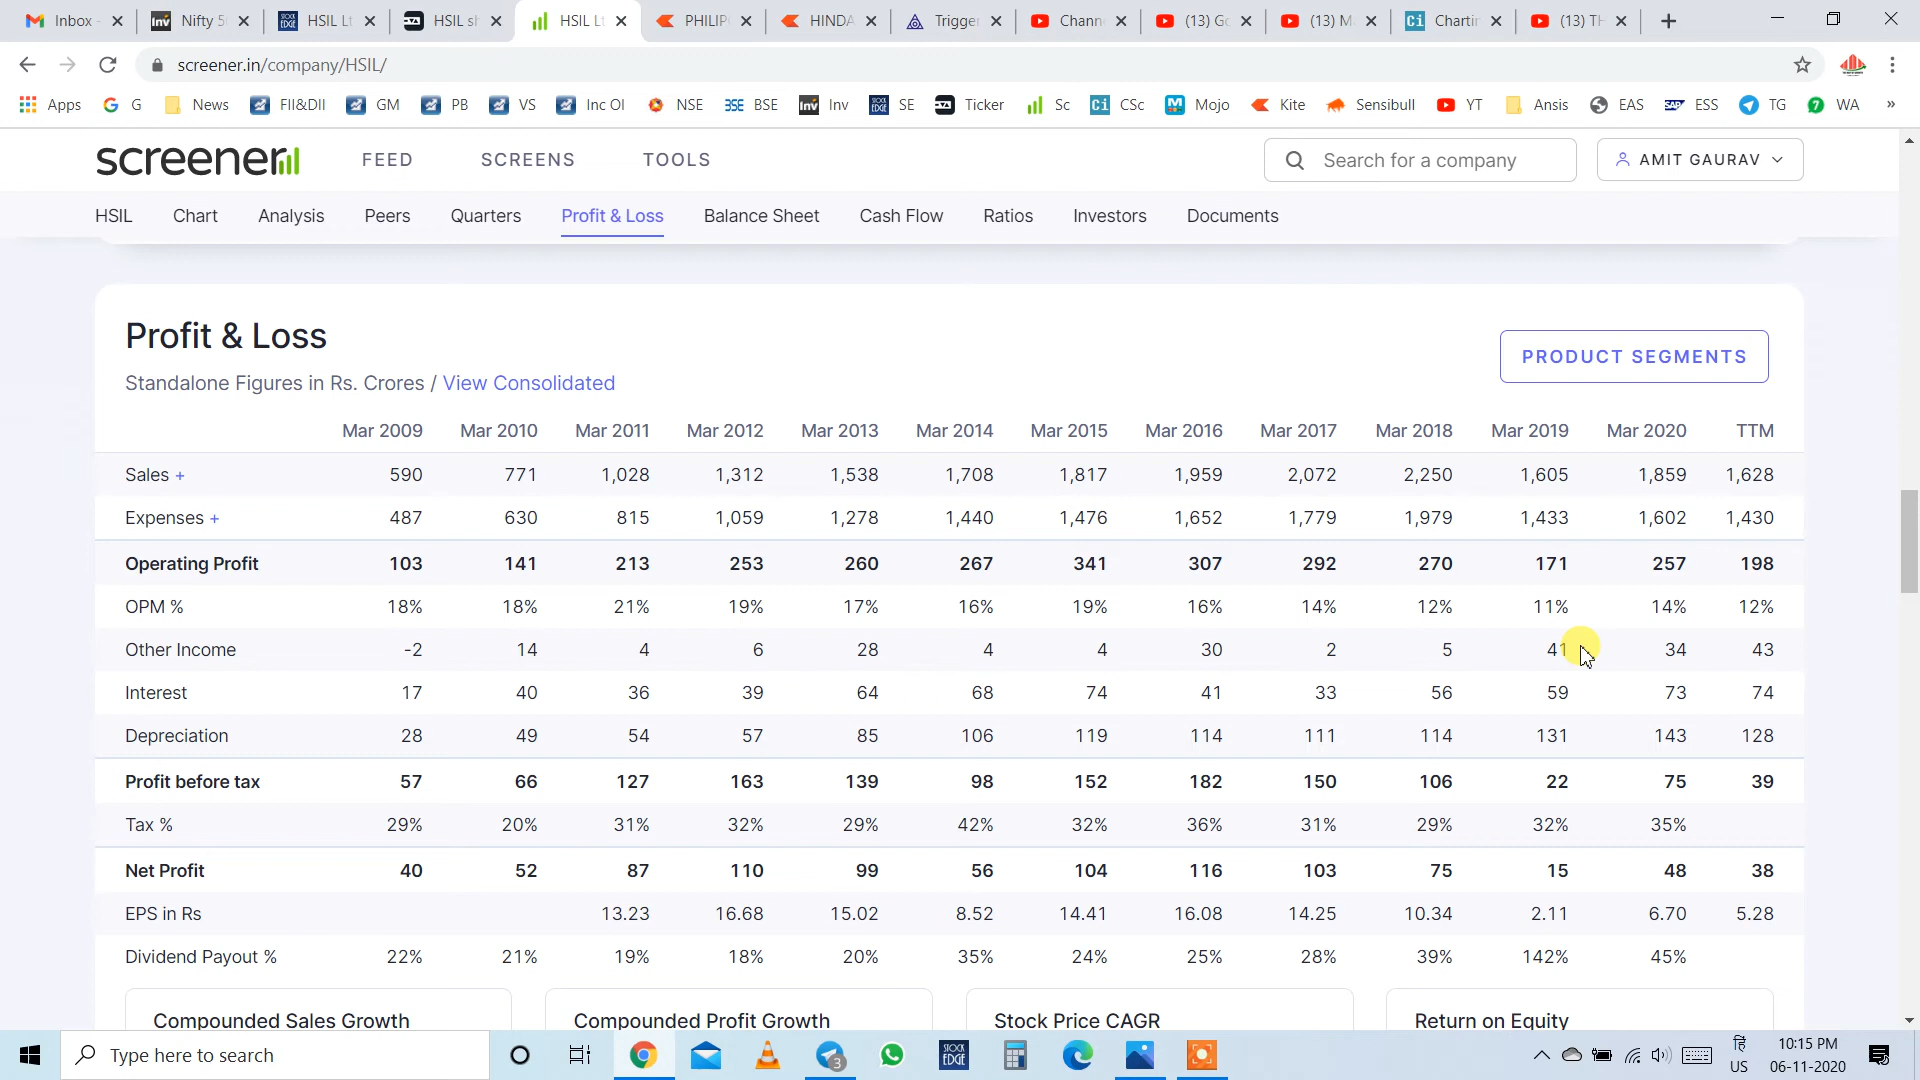 Inbox
Nifty 5
HSIL Lt
HSIL sh
HSIL Lt
PHILIP
HINDA
Trigger
Chann
(13) Go
(13) M
Chartin
(13) TH
screener.in/company/HSIL/
Apps G News FII&DII GM PB VS Inc OI NSE BSE Inv SE Ticker Sc CSc Mojo Kite Sensibull YT Ansis EAS ESS TG WA »
screener FEED SCREENS TOOLS Search for a company AMIT GAURAV
HSIL Chart Analysis Peers Quarters Profit & Loss Balance Sheet Cash Flow Ratios Investors Documents
Profit & Loss
PRODUCT SEGMENTS
Standalone Figures in Rs. Crores / View Consolidated
Mar 2009 Mar 2010 Mar 2011 Mar 2012 Mar 2013 Mar 2014 Mar 2015 Mar 2016 Mar 2017 Mar 2018 Mar 2019 Mar 2020 TTM
Sales + 590 771 1,028 1,312 1,538 1,708 1,817 1,959 2,072 2,250 1,605 1,859 1,628
Expenses + 487 630 815 1,059 1,278 1,440 1,476 1,652 1,779 1,979 1,433 1,602 1,430
Operating Profit 103 141 213 253 260 267 341 307 292 270 171 257 198
OPM % 18% 18% 21% 19% 17% 16% 19% 16% 14% 12% 11% 14% 12%
Other Income -2 14 4 6 28 4 4 30 2 5 41 34 43
Interest 17 40 36 39 64 68 74 41 33 56 59 73 74
Depreciation 28 49 54 57 85 106 119 114 111 114 131 143 128
Profit before tax 57 66 127 163 139 98 152 182 150 106 22 75 39
Tax % 29% 20% 31% 32% 29% 42% 32% 36% 31% 29% 32% 35%
Net Profit 40 52 87 110 99 56 104 116 103 75 15 48 38
EPS in Rs 13.23 16.68 15.02 8.52 14.41 16.08 14.25 10.34 2.11 6.70 5.28
Dividend Payout % 22% 21% 19% 18% 20% 35% 24% 25% 28% 39% 142% 45%
Compounded Sales Growth Compounded Profit Growth Stock Price CAGR Return on Equity
Type here to search
3
STOCK EDGE
हि
US
10:15 PM
06-11-2020